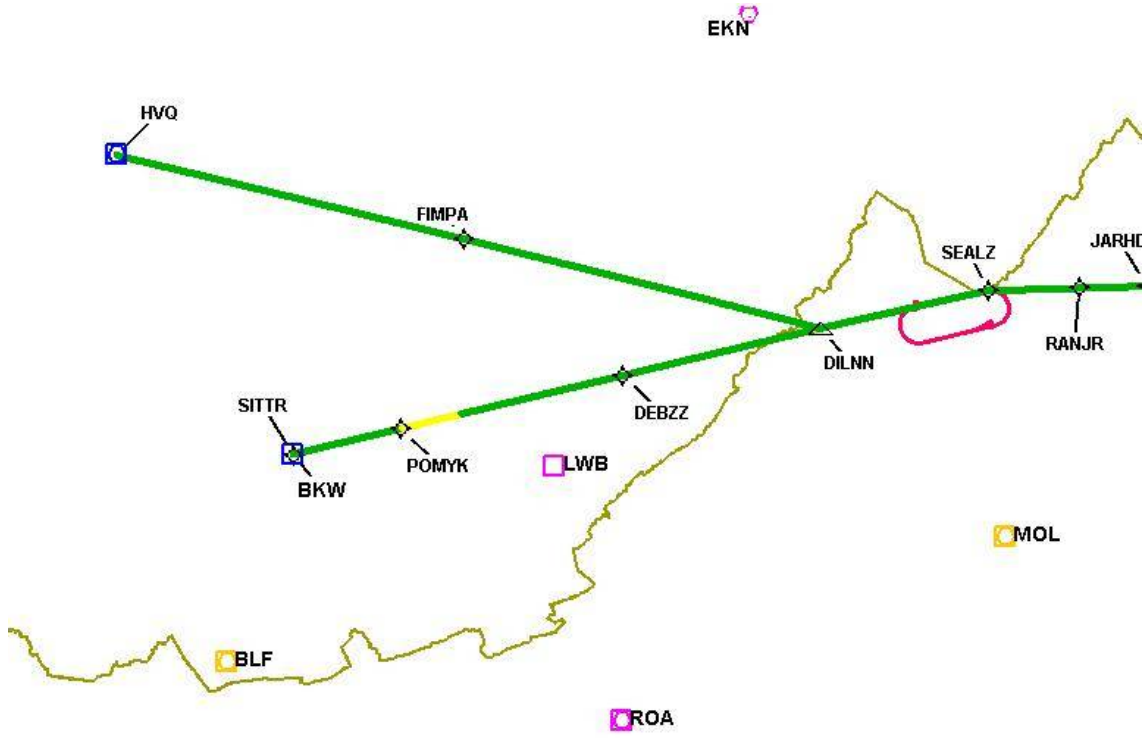 EKN
HVQ
FIMPA
SEALZ
JARHD
RANJR
DILNN
DEBZZ
SITTR
POMYK
LWB
BKW
MOL
BLF
ROA